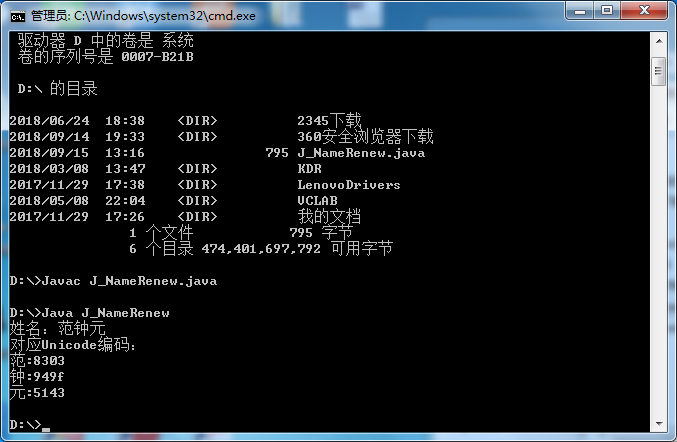 管理员: C:\Windows\system32\cmd.exe
驱动器 D 中的卷是 系统
卷的序列号是 0007-B21B
D:\ 的目录
2018/06/24 18:38 <DIR> 2345下载
2018/09/14 19:33 <DIR> 360安全浏览器下载
2018/09/15 13:16 795 J_NameRenew.java
2018/03/08 13:47 <DIR> KDR
2017/11/29 17:38 <DIR> LenovoDrivers
2018/05/08 22:04 <DIR> VCLAB
2017/11/29 17:26 <DIR> 我的文档
1 个文件 795 字节
6 个目录 474,401,697,792 可用字节
D:\>Javac J_NameRenew.java
D:\>Java J_NameRenew
姓名：范钟元
对应Unicode编码：
范:8303
钟:949f
元:5143
D:\>